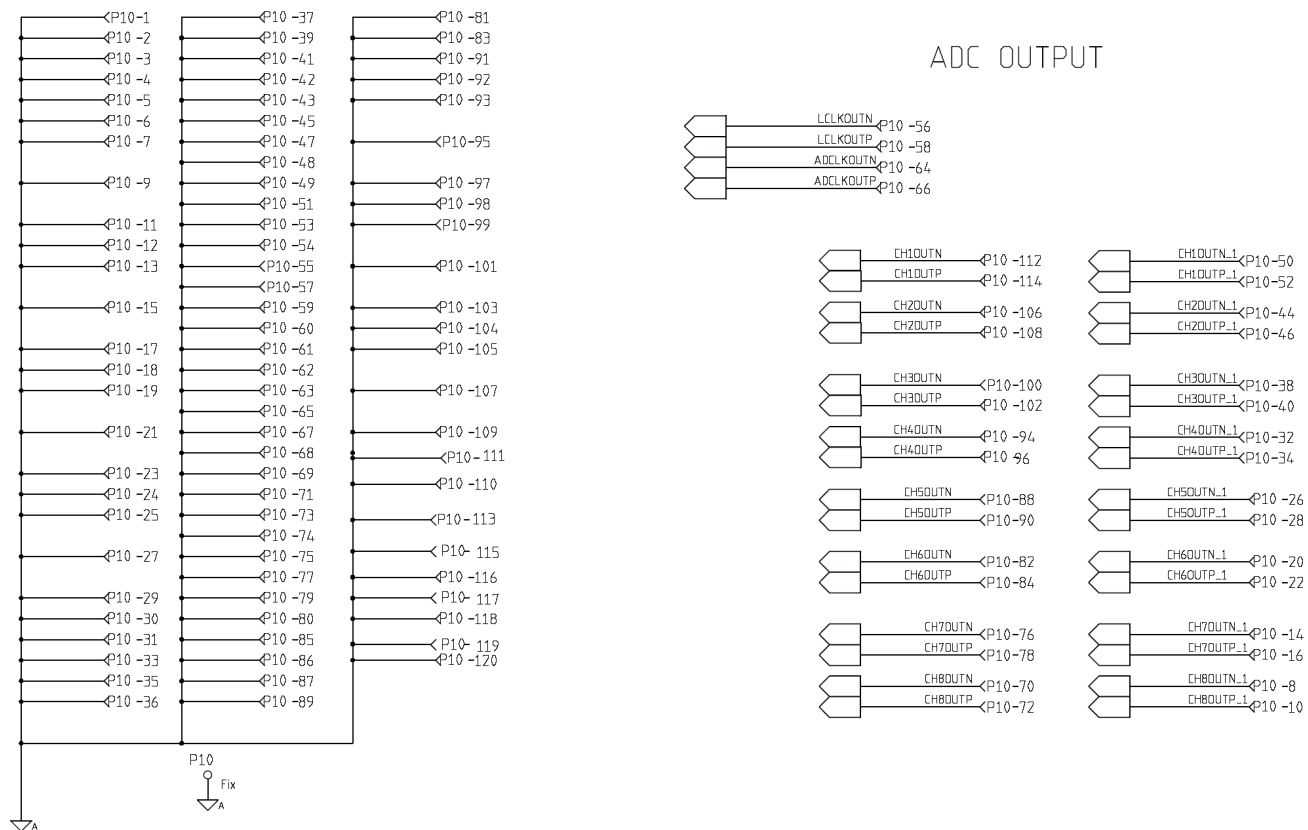 P10-1
P10 -2
P10 -3
P10 -4
P10 -5
P10 -6
P10 -7
P10 -9
P10 -11
P10 -12
P10 -13
P10 -15
P10 -17
P10 -18
P10 -19
P10 -21
P10 -23
P10 -24
P10 -25
P10 -27
P10 -29
P10 -30
P10 -31
P10 -33
P10 -35
P10 -36
A
P10 -37
P10 -39
P10 -41
P10 -42
P10 -43
P10 -45
P10 -47
P10 -48
P10 -49
P10 -51
P10 -53
P10 -54
P10-55
P10-57
P10 -59
P10 -60
P10 -61
P10 -62
P10 -63
P10 -65
P10 -67
P10 -68
P10 -69
P10 -71
P10 -73
P10 -74
P10 -75
P10 -77
P10 -79
P10 -80
P10 -85
P10 -86
P10 -87
P10 -89
P10
Fix
A
P10 -81
P10 -83
P10 -91
P10 -92
P10 -93
P10-95
P10 -97
P10 -98
P10-99
P10 -101
P10 -103
P10 -104
P10 -105
P10 -107
P10 -109
P10- 111
P10 -110
P10-113
P10- 115
P10 -116
P10- 117
P10 -118
P10- 119
P10 -120
ADC OUTPUT
LCLKOUTN P10 -56
LCLKOUTP P10 -58
ADCLKOUTN P10 -64
ADCLKOUTP P10 -66
CH1OUTN P10 -112
CH1OUTP P10 -114
CH2OUTN P10 -106
CH2OUTP P10 -108
CH3OUTN P10-100
CH3OUTP P10 -102
CH4OUTN P10 -94
CH4OUTP P10 -96
CH5OUTN P10-88
CH5OUTP P10-90
CH6OUTN P10-82
CH6OUTP P10-84
CH7OUTN P10-76
CH7OUTP P10-78
CH8OUTN P10-70
CH8OUTP P10-72
CH1OUTN_1 P10-50
CH1OUTP_1 P10-52
CH2OUTN_1 P10-44
CH2OUTP_1 P10-46
CH3OUTN_1 P10-38
CH3OUTP_1 P10-40
CH4OUTN_1 P10-32
CH4OUTP_1 P10-34
CH5OUTN_1 P10 -26
CH5OUTP_1 P10 -28
CH6OUTN_1 P10 -20
CH6OUTP_1 P10 -22
CH7OUTN_1 P10 -14
CH7OUTP_1 P10 -16
CH8OUTN_1 P10 -8
CH8OUTP_1 P10 -10